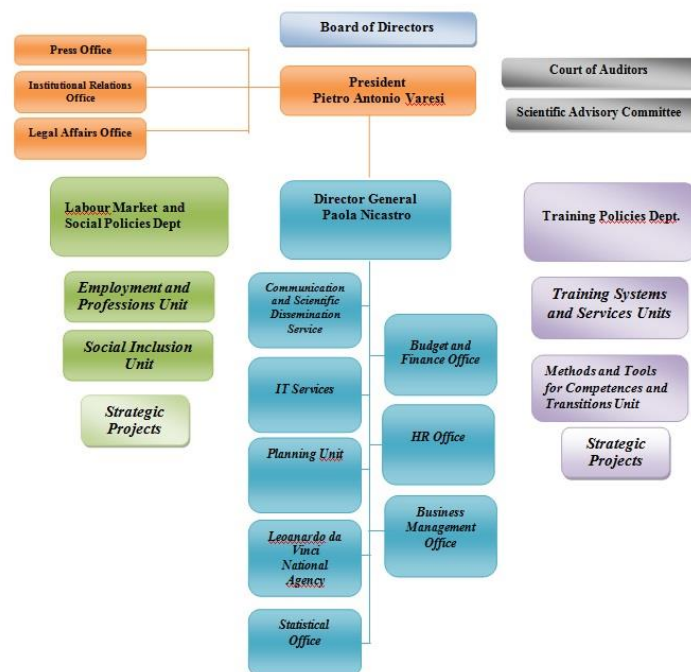 Board of Directors
Press Office
Institutional Relations
Office
Legal Affairs Office
President
Pietro Antonio Varesi
Court of Auditors
Scientific Advisory Committee
Labour Market and
Social Policies Dept
Director General
Paola Nicastro
Training Policies Dept.
Employment and
Professions Unit
Social Inclusion
Unit
Strategic
Projects
Communication
and Scientific
Dissemination
Service
Budget and
Finance Office
IT Services
HR Office
Planning Unit
Business
Management
Office
Leoanardo da
Vinci
National
Agency
Statistical
Office
Training Systems
and Services Units
Methods and Tools
for Competences and
Transitions Unit
Strategic
Projects